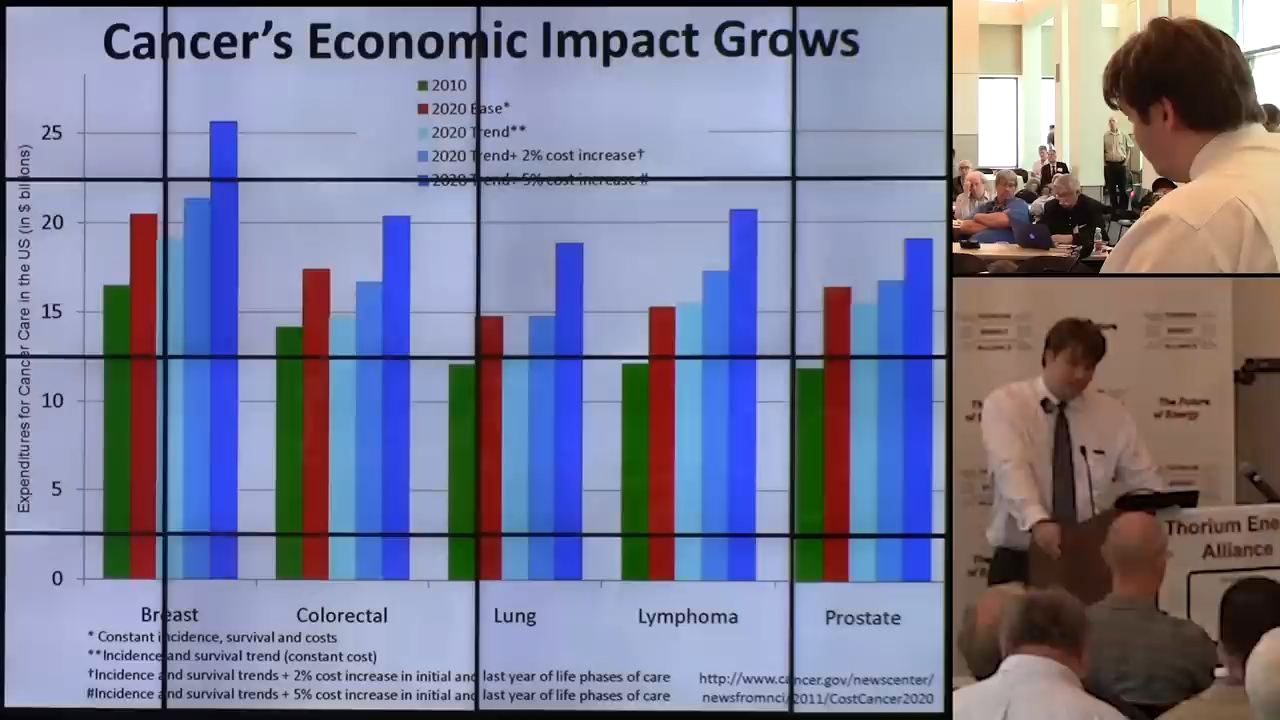 Cancer's Economic Impact Grows
2010
2020 Base*
2020 Trend**
2020 Trend+ 2% cost increase†
2020 Trend+ 5% cost increase #
Expenditures for Cancer Care in the US (in $ billions)
25
20
15
10
5
0
Breast
Colorectal
Lung
Lymphoma
Prostate
* Constant incidence, survival and costs
**Incidence and survival trend (constant cost)
†Incidence and survival trends + 2% cost increase in initial and last year of life phases of care
#Incidence and survival trends + 5% cost increase in initial and last year of life phases of care
http://www.cancer.gov/newscenter/
newsfromnci/2011/CostCancer2020
The Future
of Energy
Thorium Ene
Alliance